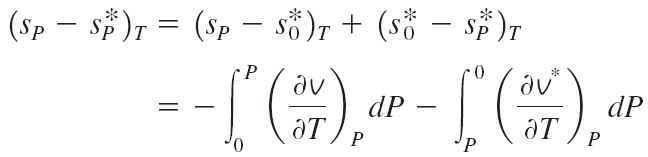 (s_P − s_P^*)_T = (s_P − s_0^*)_T + (s_0^* − s_P^*)_T
= − ∫_0^P (∂v/∂T)_P dP − ∫_P^0 (∂v^*/∂T)_P dP